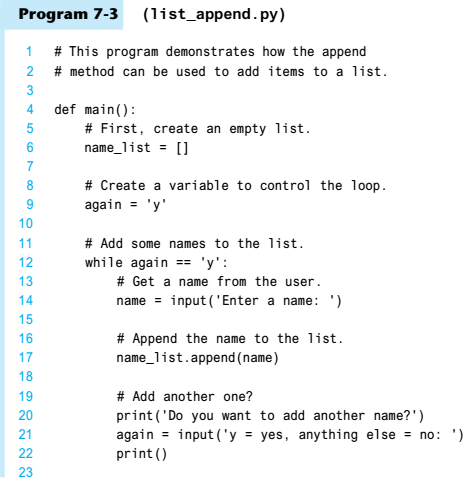 Program 7-3 (list_append.py)
1 # This program demonstrates how the append
2 # method can be used to add items to a list.
3
4 def main():
5     # First, create an empty list.
6     name_list = []
7
8     # Create a variable to control the loop.
9     again = 'y'
10
11     # Add some names to the list.
12     while again == 'y':
13         # Get a name from the user.
14         name = input('Enter a name: ')
15
16         # Append the name to the list.
17         name_list.append(name)
18
19         # Add another one?
20         print('Do you want to add another name?')
21         again = input('y = yes, anything else = no: ')
22         print()
23